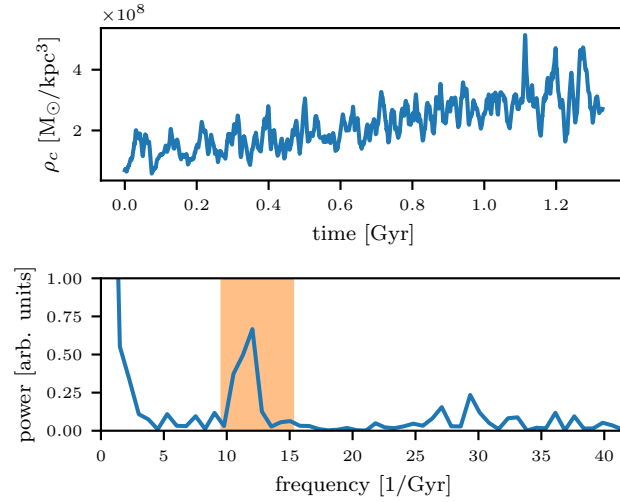 ×10⁸
4
2
ρ_c [M_⊙/kpc³]
0.0 0.2 0.4 0.6 0.8 1.0 1.2
time [Gyr]
1.00
0.75
0.50
0.25
0.00
power [arb. units]
0 5 10 15 20 25 30 35 40
frequency [1/Gyr]